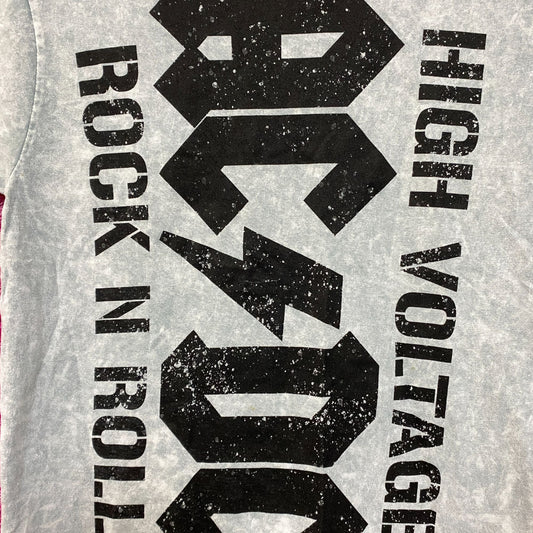 HIGH VOLTAGE
AC/DC
ROCK N ROLL